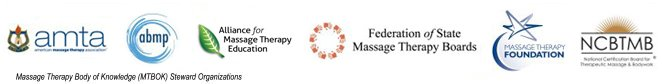 amta
american massage therapy association
abmp
Alliance for
Massage Therapy
Education
Federation of State
Massage Therapy Boards
MASSAGE THERAPY
FOUNDATION
NCBTMB
National Certification Board for
Therapeutic Massage & Bodywork
Massage Therapy Body of Knowledge (MTBOK) Steward Organizations